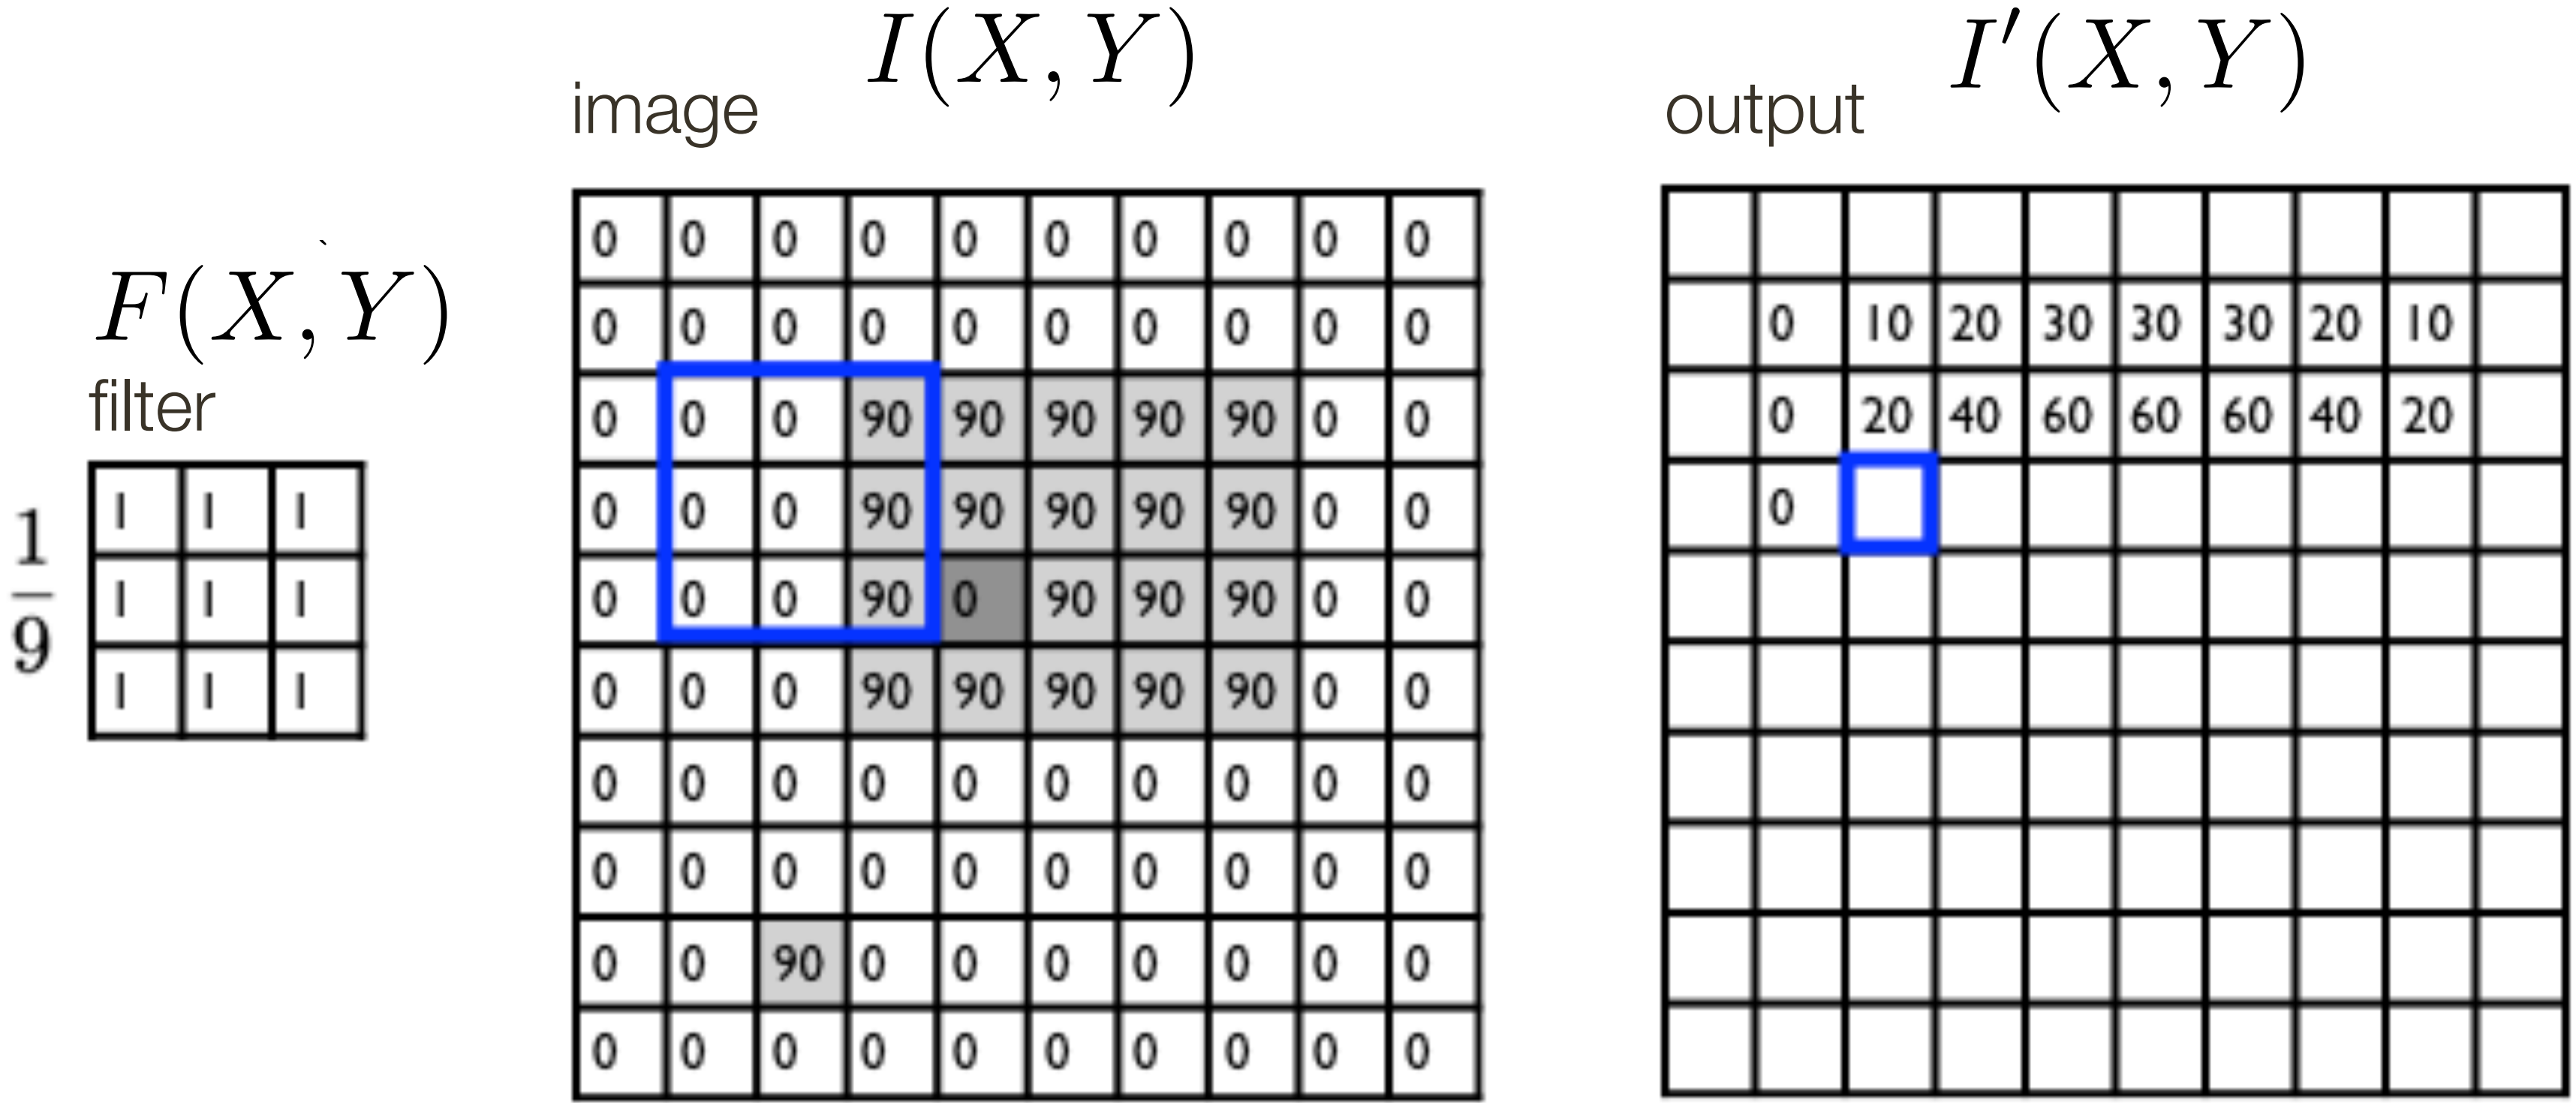 I(X, Y)
image
I′(X, Y)
output
F(X, Y)
filter
1/9
1 1 1
1 1 1
1 1 1
0 0 0 0 0 0 0 0 0 0
0 0 0 0 0 0 0 0 0 0
0 0 0 90 90 90 90 90 0 0
0 0 0 90 90 90 90 90 0 0
0 0 0 90 0 90 90 90 0 0
0 0 0 90 90 90 90 90 0 0
0 0 0 0 0 0 0 0 0 0
0 0 0 0 0 0 0 0 0 0
0 0 90 0 0 0 0 0 0 0
0 0 0 0 0 0 0 0 0 0
0 10 20 30 30 30 20 10
0 20 40 60 60 60 40 20
0